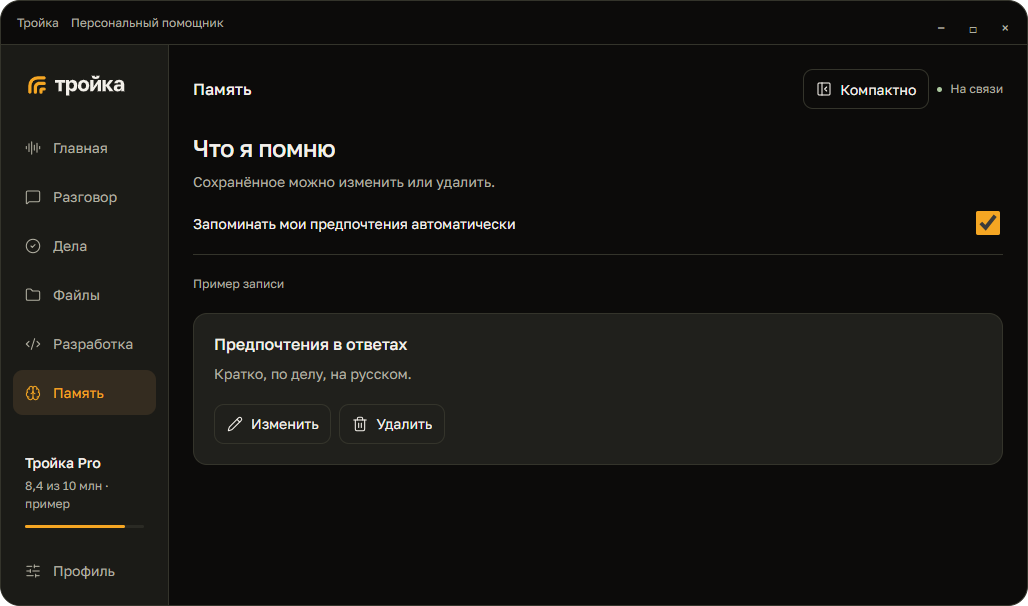 Тройка Персональный помощник
тройка
Главная
Разговор
Дела
Файлы
Разработка
Память
Тройка Pro
8,4 из 10 млн ·
пример
Профиль
Память
Компактно
На связи
Что я помню
Сохранённое можно изменить или удалить.
Запоминать мои предпочтения автоматически
Пример записи
Предпочтения в ответах
Кратко, по делу, на русском.
Изменить
Удалить